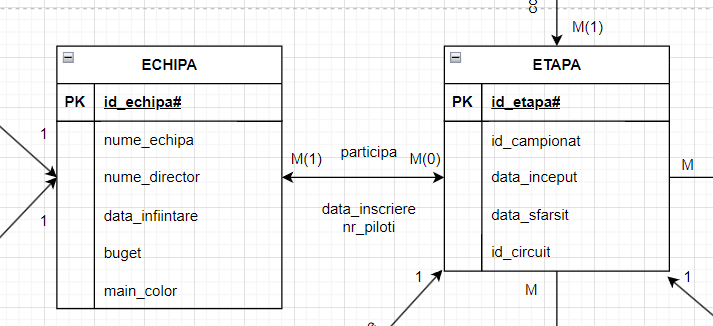 M(1)
ECHIPA
PK id_echipa#
nume_echipa
nume_director
data_infiintare
buget
main_color
1
1
M(1) participa M(0)
data_inscriere
nr_piloti
ETAPA
PK id_etapa#
id_campionat
data_inceput
data_sfarsit
id_circuit
M
1
M
1